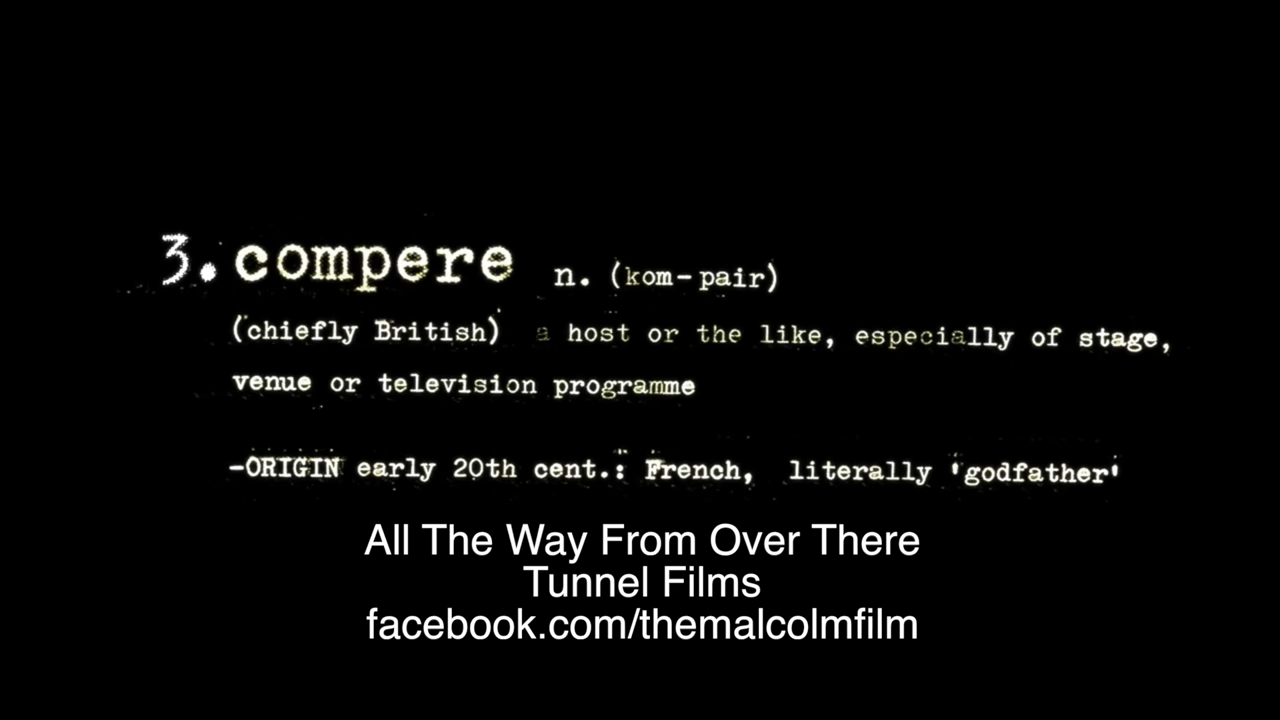 3. compere n. (kom-pair)
(chiefly British) a host or the like, especially of stage,
venue or television programme
-ORIGIN early 20th cent.: French, literally 'godfather'
All The Way From Over There
Tunnel Films
facebook.com/themalcolmfilm